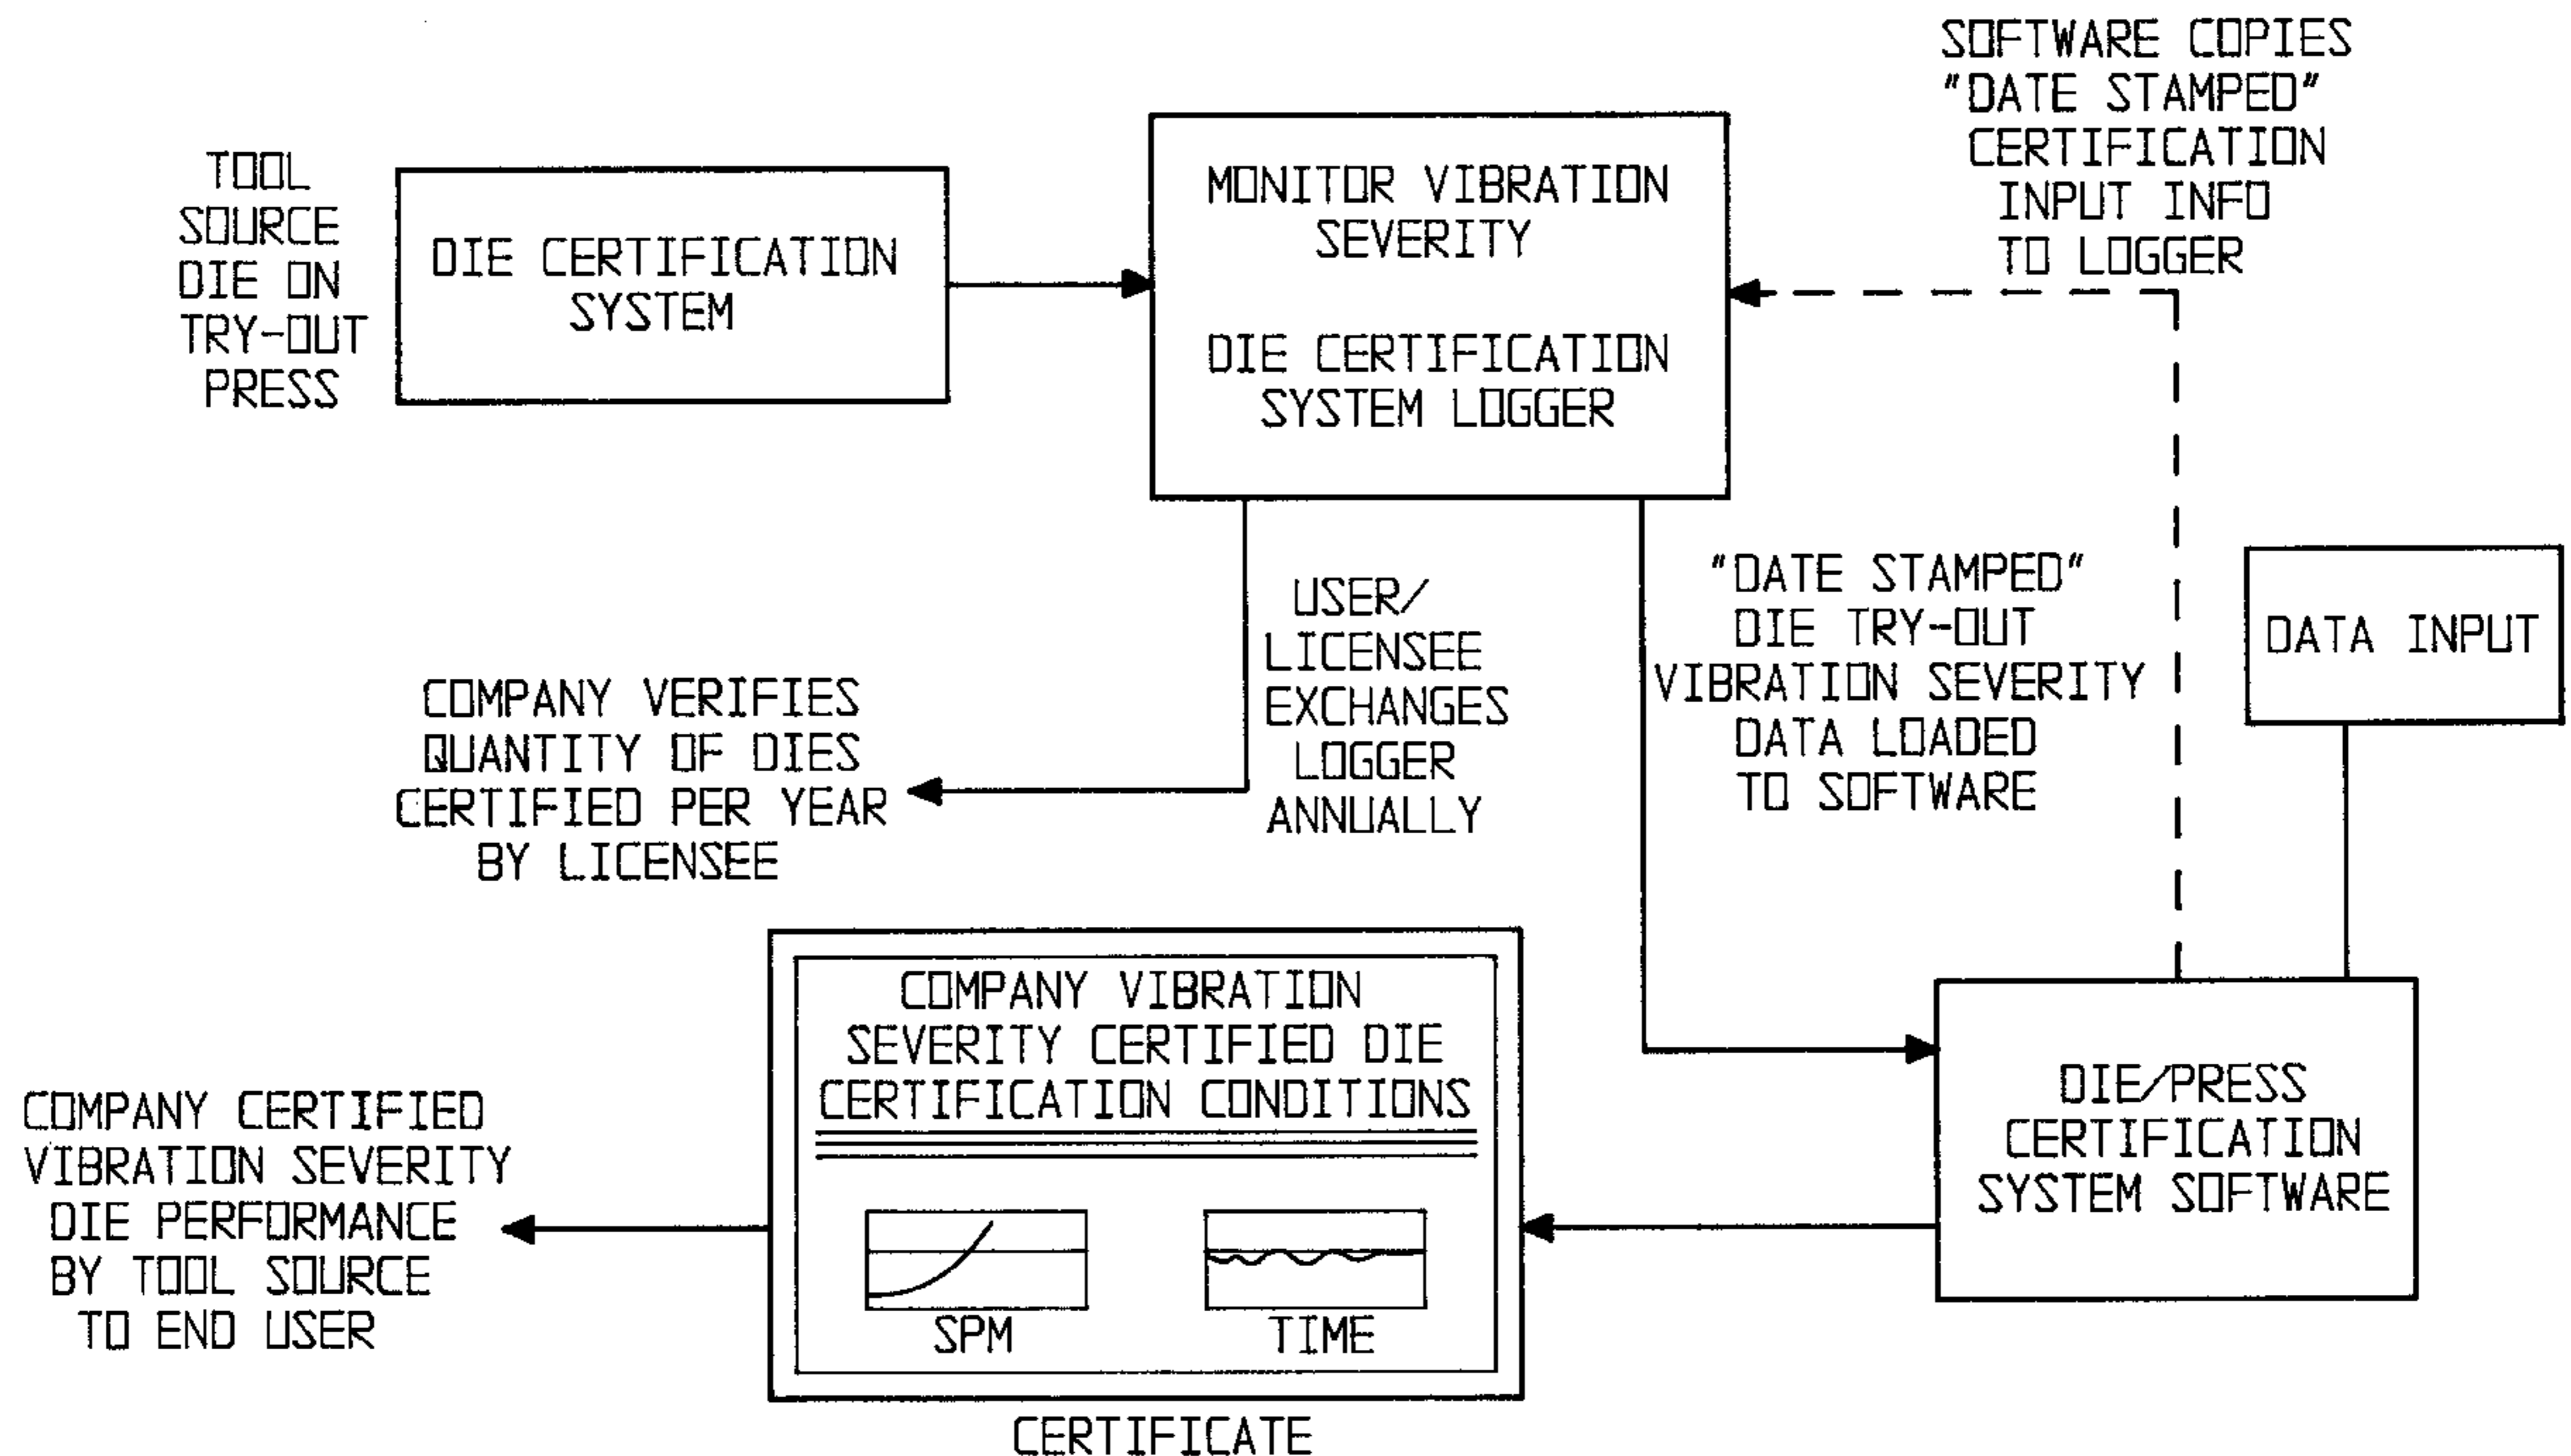 TOOL
SOURCE
DIE ON
TRY-OUT
PRESS
DIE CERTIFICATION
SYSTEM
MONITOR VIBRATION
SEVERITY
DIE CERTIFICATION
SYSTEM LOGGER
SOFTWARE COPIES
"DATE STAMPED"
CERTIFICATION
INPUT INFO
TO LOGGER
USER/
LICENSEE
EXCHANGES
LOGGER
ANNUALLY
"DATE STAMPED"
DIE TRY-OUT
VIBRATION SEVERITY
DATA LOADED
TO SOFTWARE
DATA INPUT
COMPANY VERIFIES
QUANTITY OF DIES
CERTIFIED PER YEAR
BY LICENSEE
COMPANY VIBRATION
SEVERITY CERTIFIED DIE
CERTIFICATION CONDITIONS
SPM
TIME
CERTIFICATE
DIE/PRESS
CERTIFICATION
SYSTEM SOFTWARE
COMPANY CERTIFIED
VIBRATION SEVERITY
DIE PERFORMANCE
BY TOOL SOURCE
TO END USER